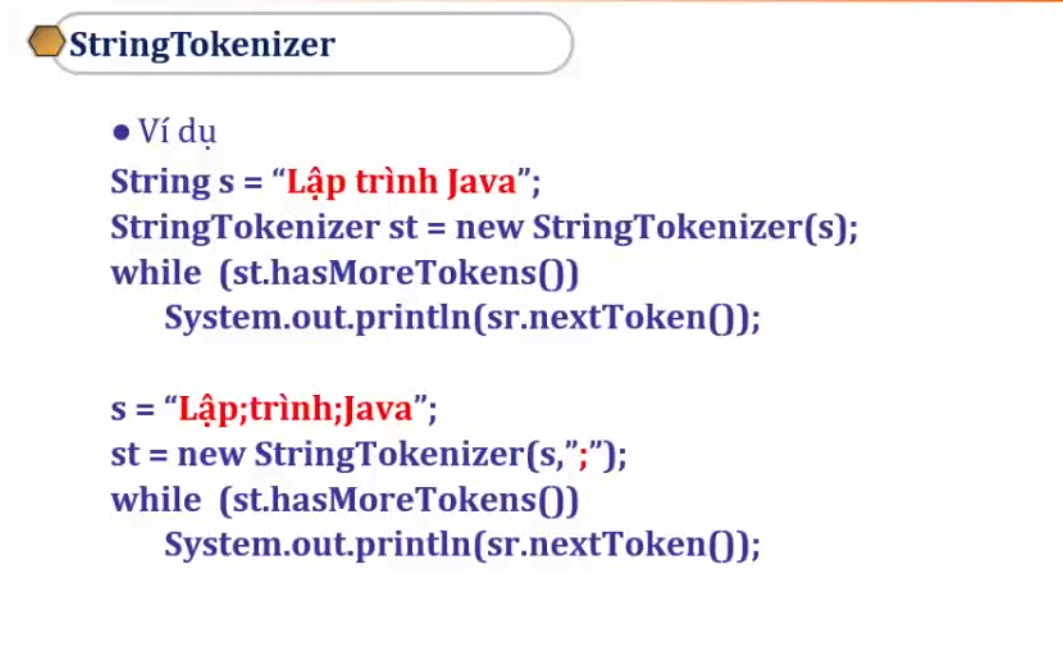 StringTokenizer
● Ví dụ
String s = “Lập trình Java”;
StringTokenizer st = new StringTokenizer(s);
while (st.hasMoreTokens())
System.out.println(sr.nextToken());
s = “Lập;trình;Java”;
st = new StringTokenizer(s,”;”);
while (st.hasMoreTokens())
System.out.println(sr.nextToken());